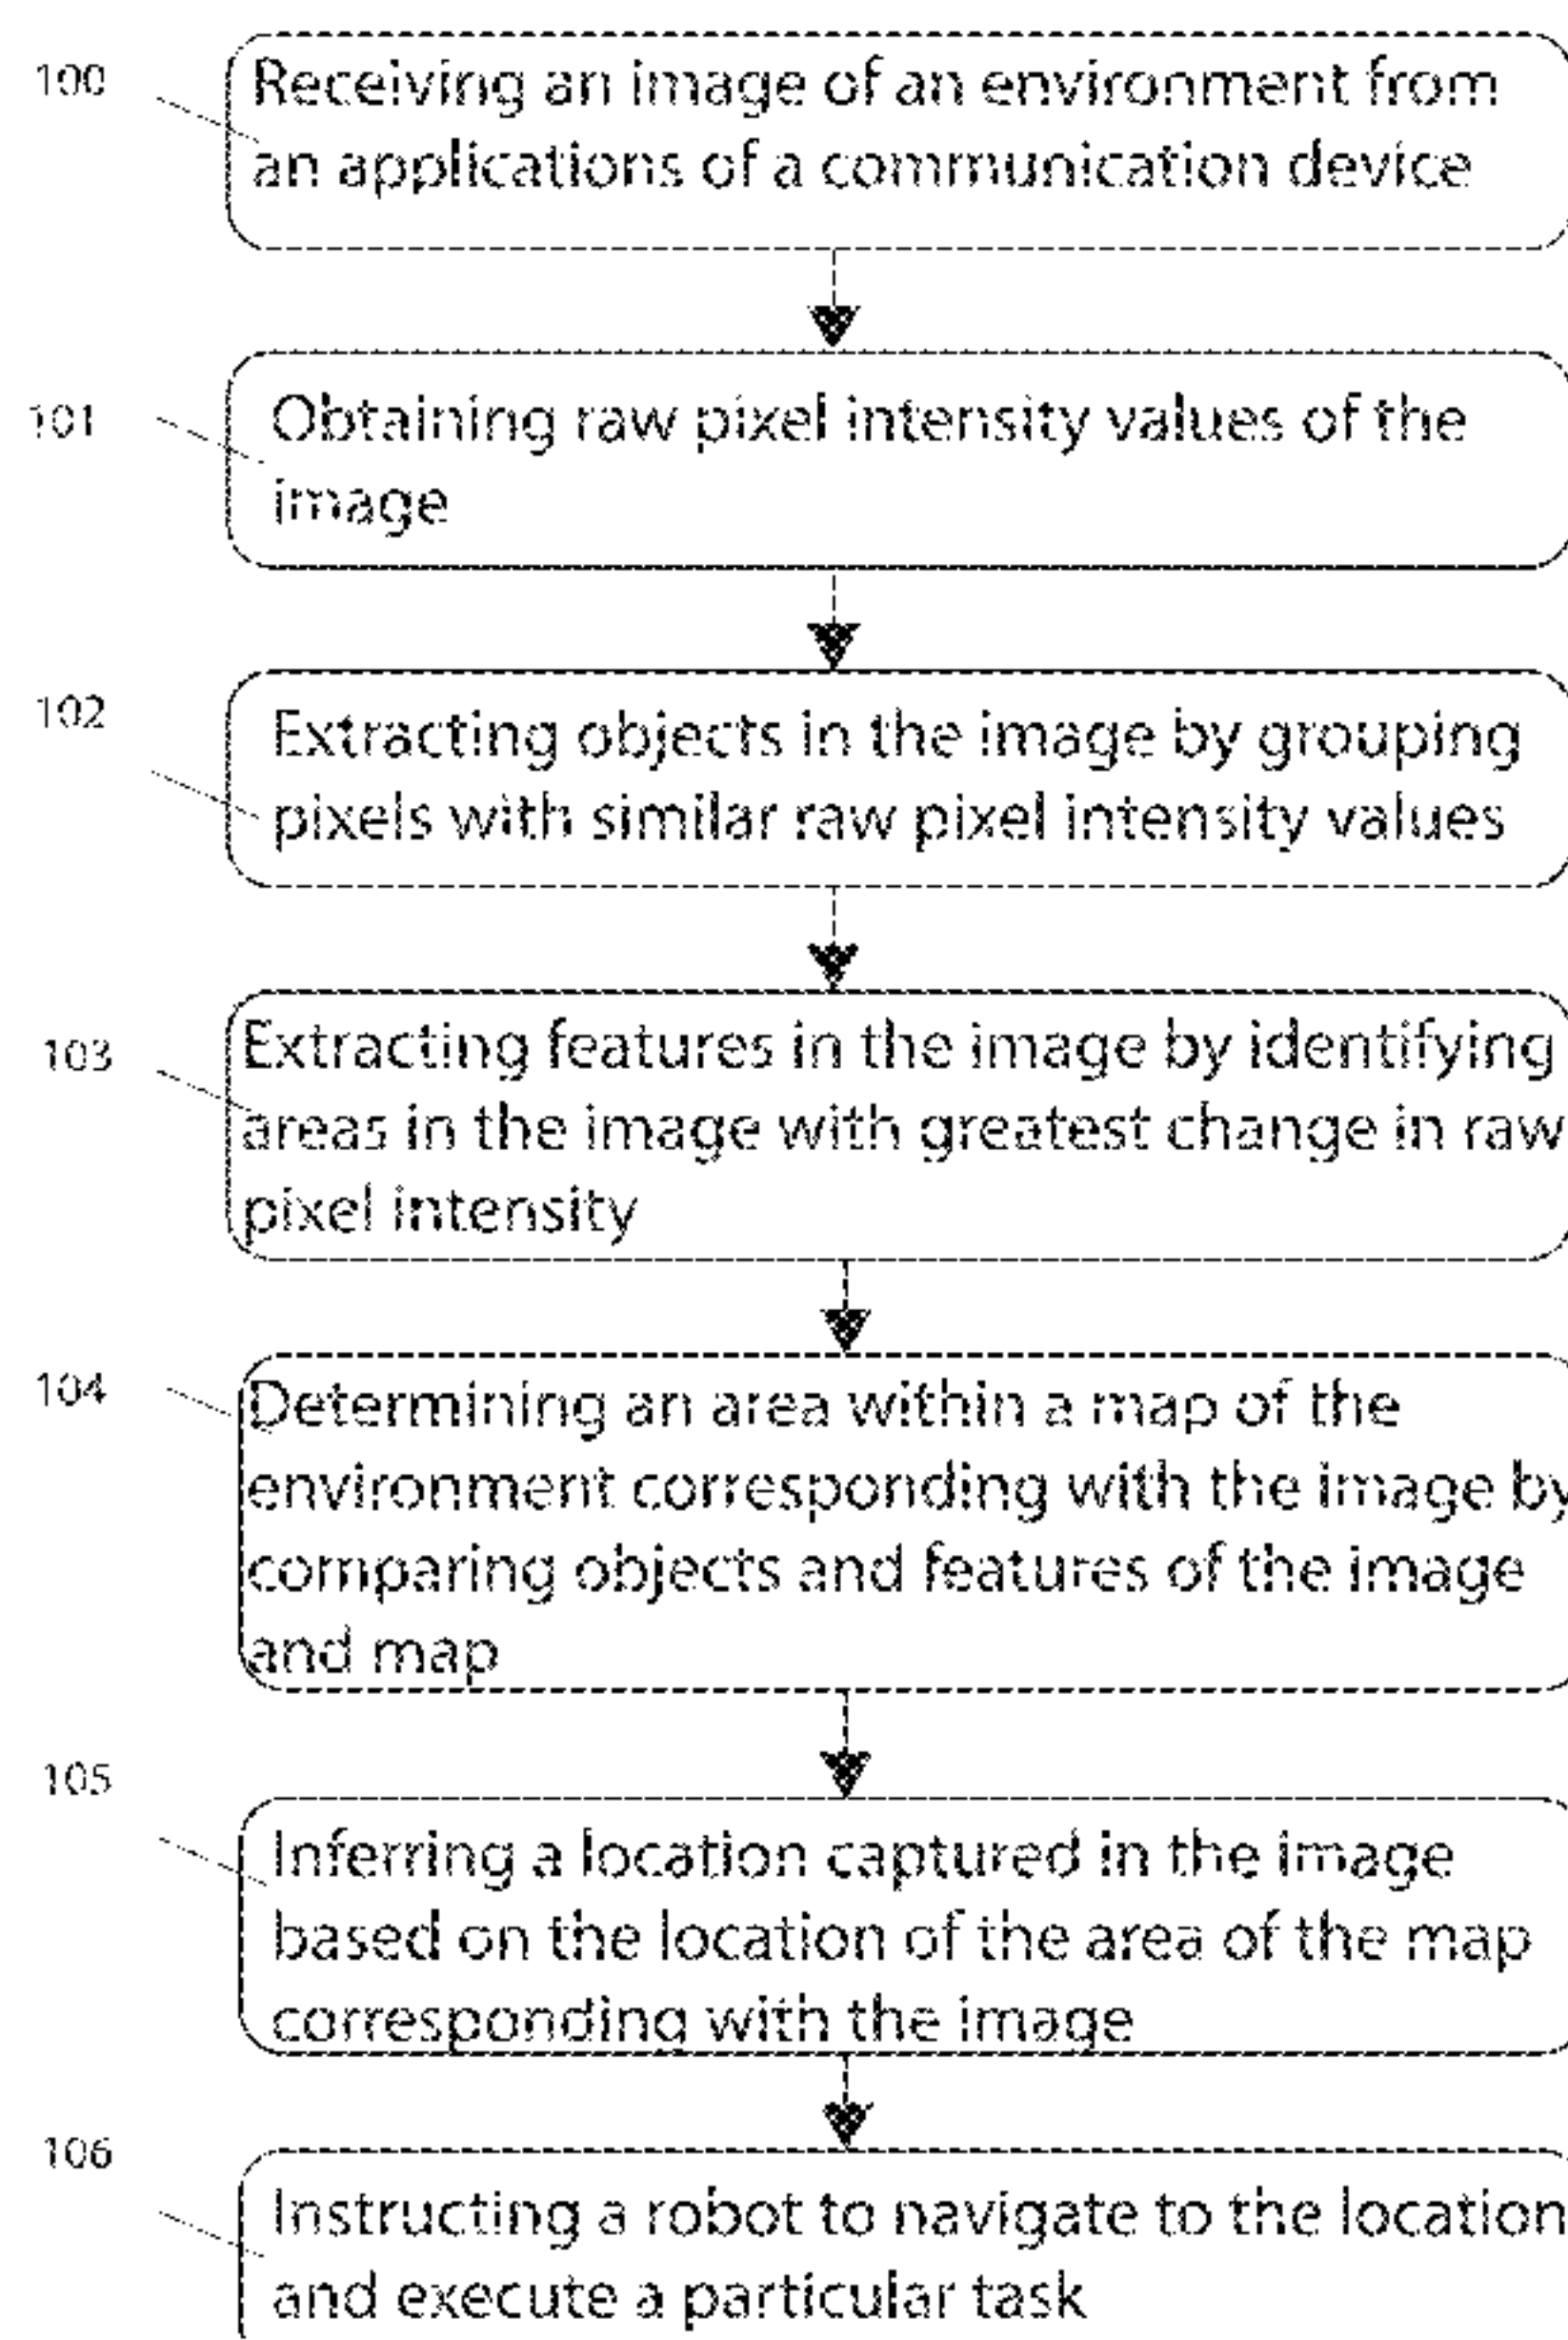 100
Receiving an image of an environment from
an applications of a communication device
101
Obtaining raw pixel intensity values of the
image
102
Extracting objects in the image by grouping
pixels with similar raw pixel intensity values
103
Extracting features in the image by identifying
areas in the image with greatest change in raw
pixel intensity
104
Determining an area within a map of the
environment corresponding with the image by
comparing objects and features of the image
and map
105
Inferring a location captured in the image
based on the location of the area of the map
corresponding with the image
106
Instructing a robot to navigate to the location
and execute a particular task